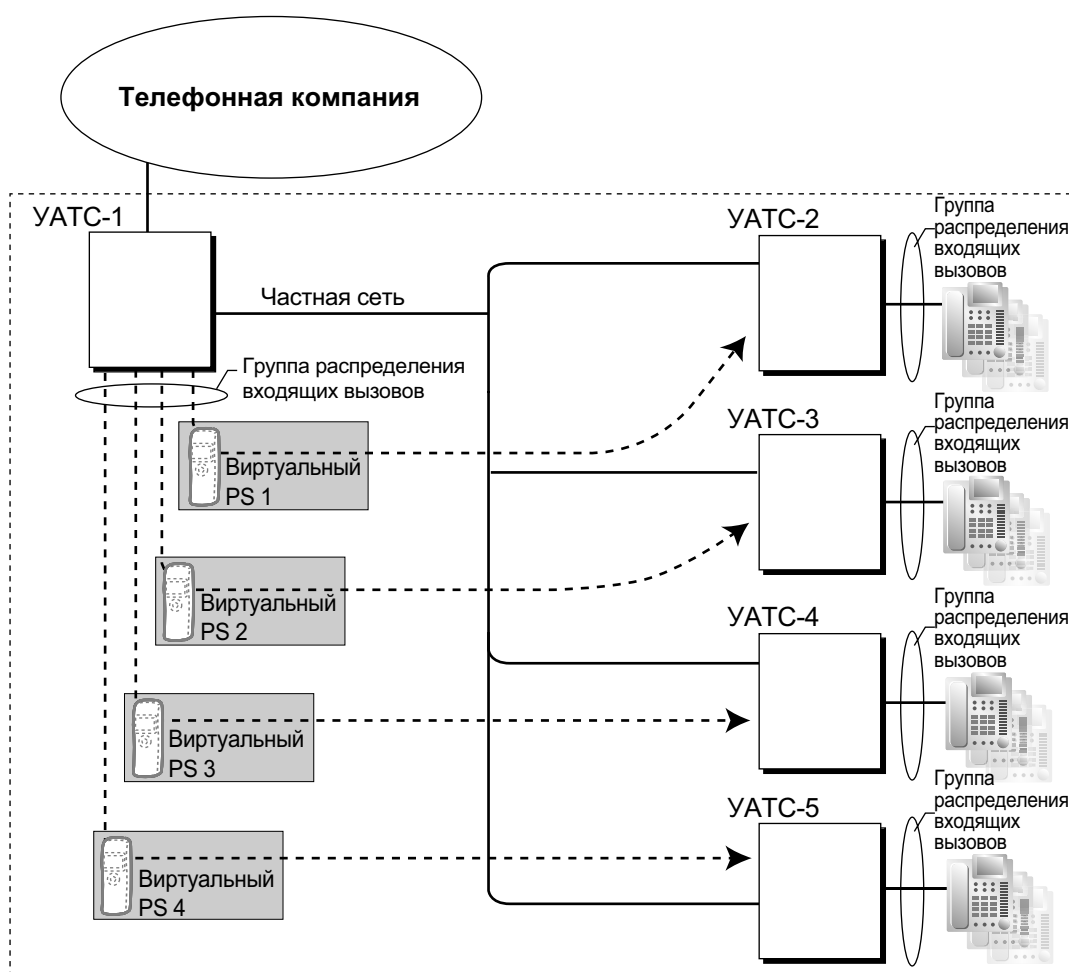 Телефонная компания
УАТС-1
Частная сеть
Группа распределения
входящих вызовов
Виртуальный
PS 1
Виртуальный
PS 2
Виртуальный
PS 3
Виртуальный
PS 4
УАТС-2
Группа
распределения
входящих
вызовов
УАТС-3
Группа
распределения
входящих
вызовов
УАТС-4
Группа
распределения
входящих
вызовов
УАТС-5
Группа
распределения
входящих
вызовов